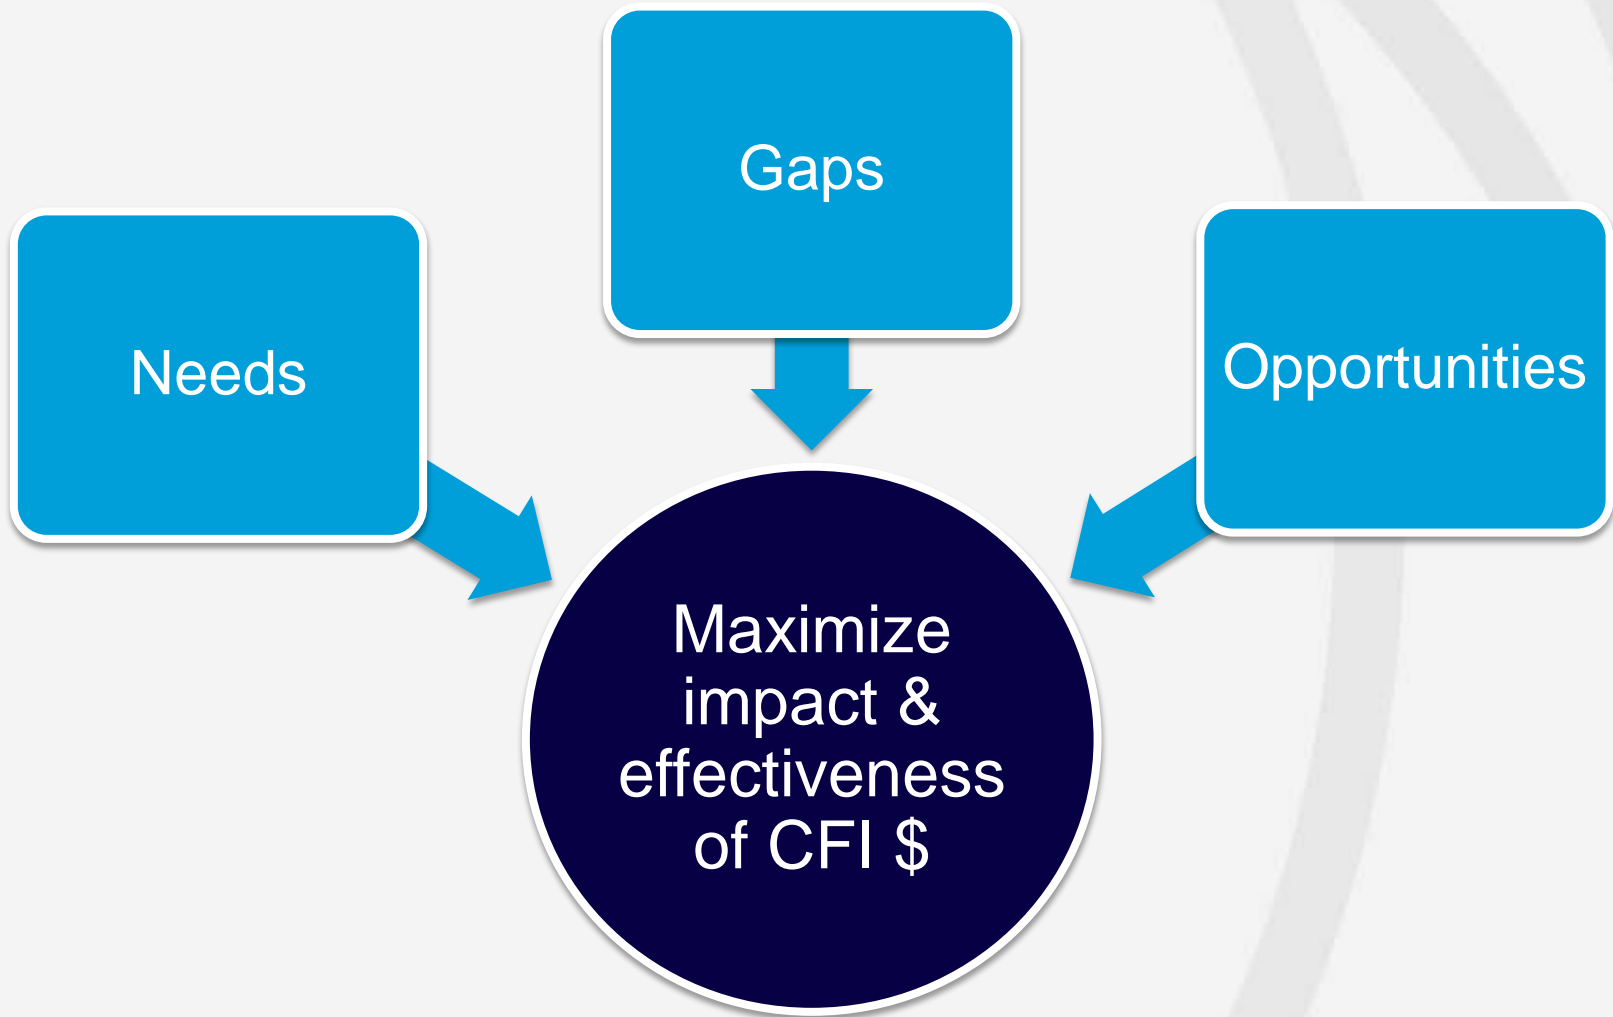 Gaps
Needs
Opportunities
Maximize
impact &
effectiveness
of CFI $